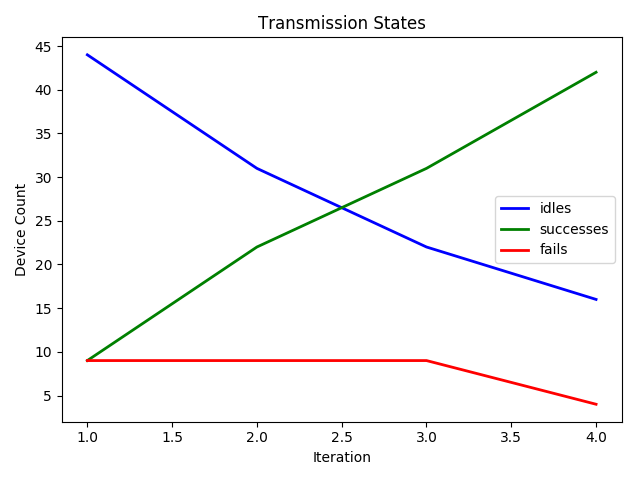 Transmission States
Device Count
45
40
35
30
25
20
15
10
5
idles
successes
fails
1.0 1.5 2.0 2.5 3.0 3.5 4.0
Iteration